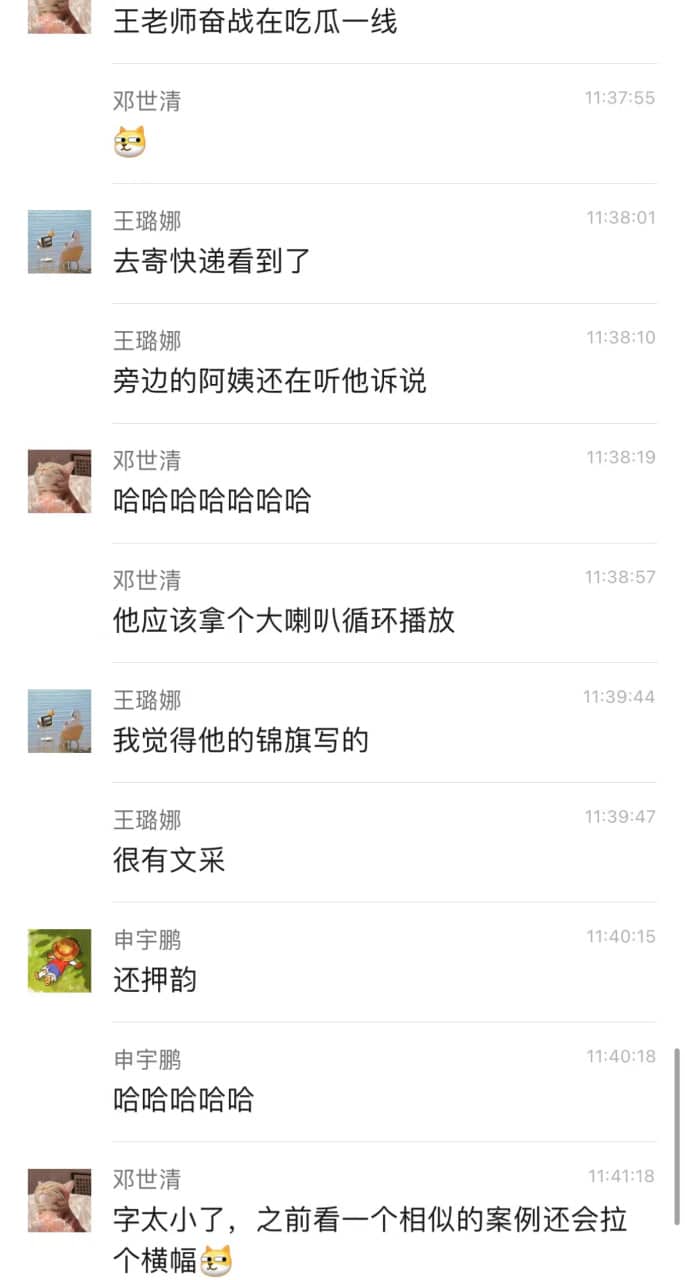 王老师奋战在吃瓜一线
邓世清
11:37:55
王璐娜
11:38:01
去寄快递看到了
王璐娜
11:38:10
旁边的阿姨还在听他诉说
邓世清
11:38:19
哈哈哈哈哈哈哈
邓世清
11:38:57
他应该拿个大喇叭循环播放
王璐娜
11:39:44
我觉得他的锦旗写的
王璐娜
11:39:47
很有文采
申宇鹏
11:40:15
还押韵
申宇鹏
11:40:18
哈哈哈哈哈
邓世清
11:41:18
字太小了，之前看一个相似的案例还会拉
个横幅